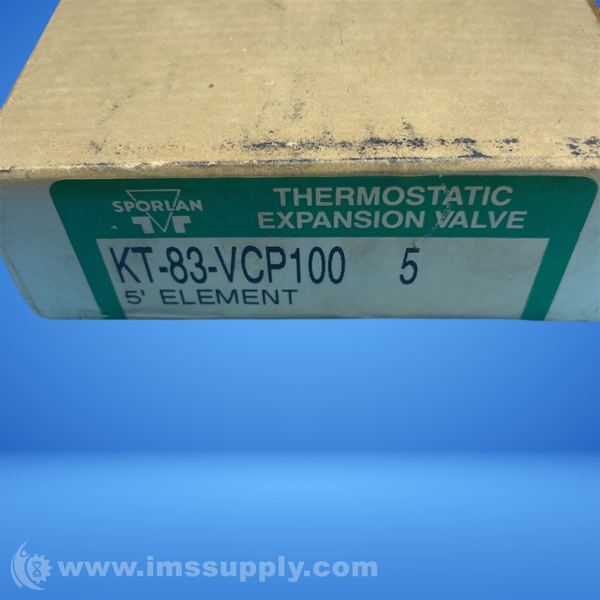 SPORLAN
THERMOSTATIC
EXPANSION VALVE
KT-83-VCP100 5
5' ELEMENT
www.imssupply.com